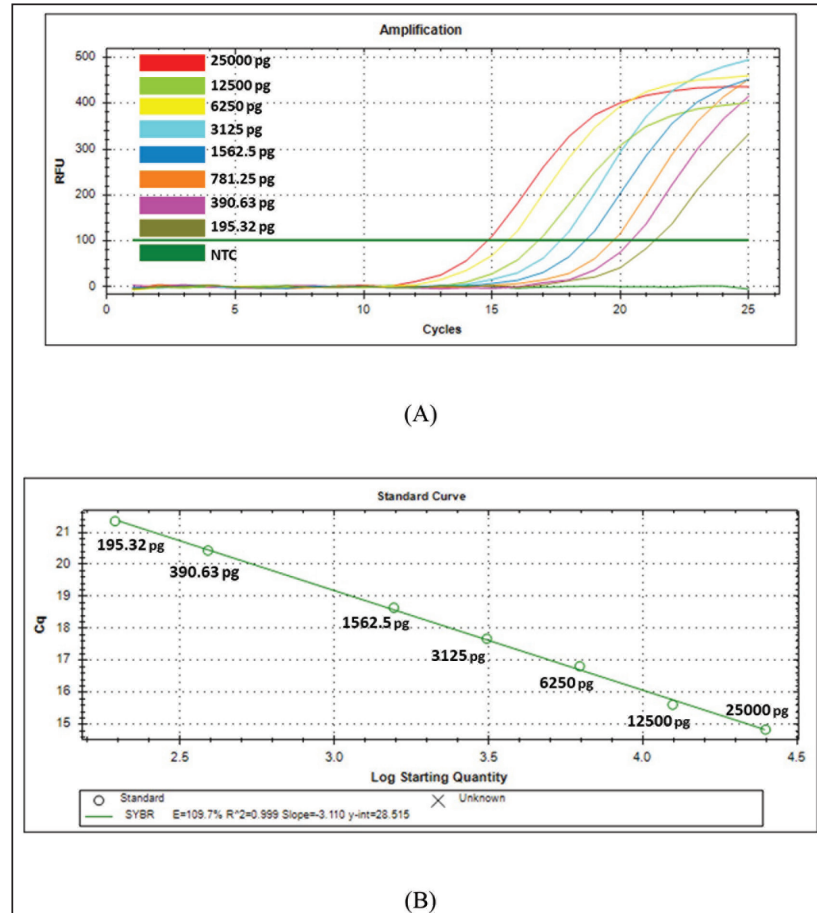 Amplification
500
400
300
200
100
0
RFU
25000 pg
12500 pg
6250 pg
3125 pg
1562.5 pg
781.25 pg
390.63 pg
195.32 pg
NTC
0 5 10 15 20 25
Cycles
(A)
Standard Curve
21
20
19
18
17
16
15
Cq
195.32 pg
390.63 pg
1562.5 pg
3125 pg
6250 pg
12500 pg
25000 pg
2.5 3.0 3.5 4.0 4.5
Log Starting Quantity
Standard Unknown
SYBR E=109.7% R^2=0.999 Slope=-3.110 y-int=28.515
(B)